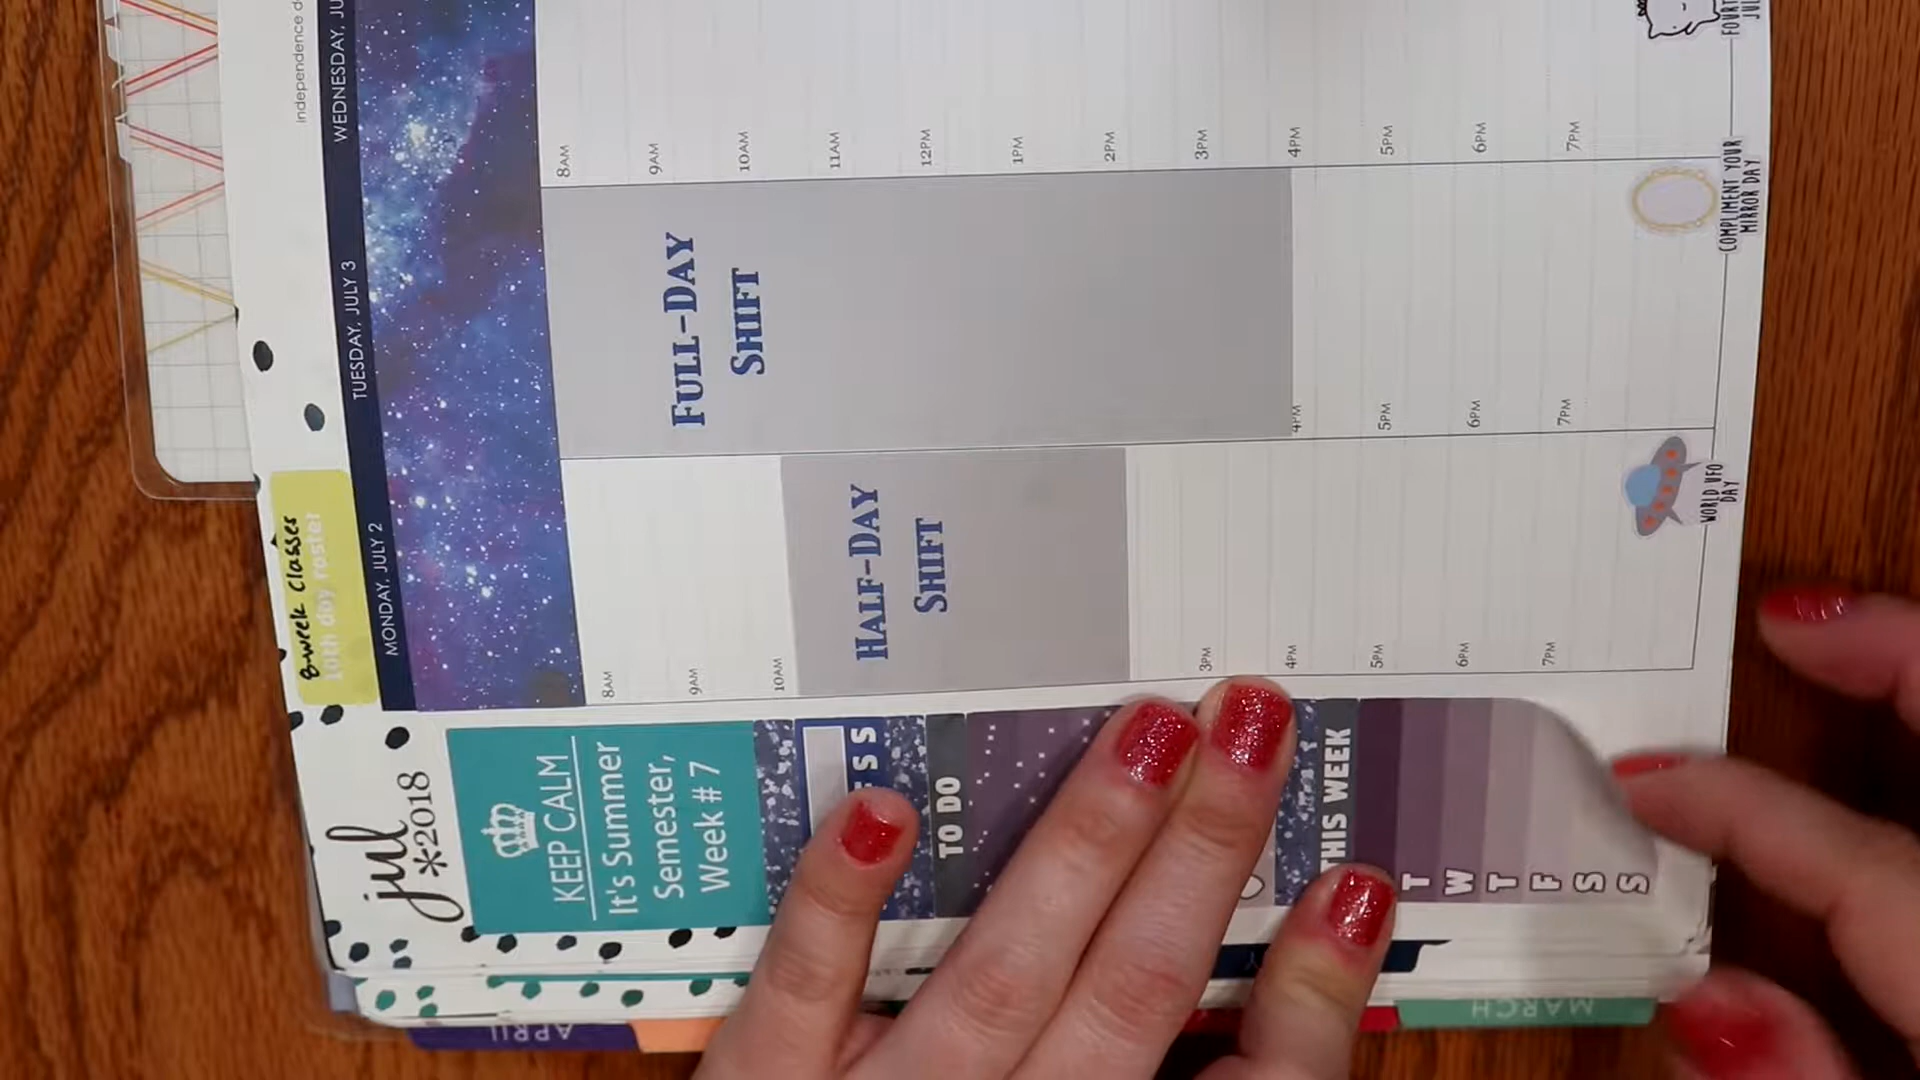 jul
*2018
KEEP CALM
It's Summer
Semester,
Week # 7
TO DO
THIS WEEK
T
W
T
F
S
S
8-week Classes
10th day roster
MONDAY, JULY 2
8AM
9AM
10AM
HALF-DAY
SHIFT
3PM
4PM
5PM
6PM
7PM
WORLD UFO
DAY
TUESDAY, JULY 3
FULL-DAY
SHIFT
4PM
5PM
6PM
7PM
COMPLIMENT YOUR
MIRROR DAY
independence d
WEDNESDAY, JU
8AM
9AM
10AM
11AM
12PM
1PM
2PM
3PM
4PM
5PM
6PM
7PM
APRIL
MARCH